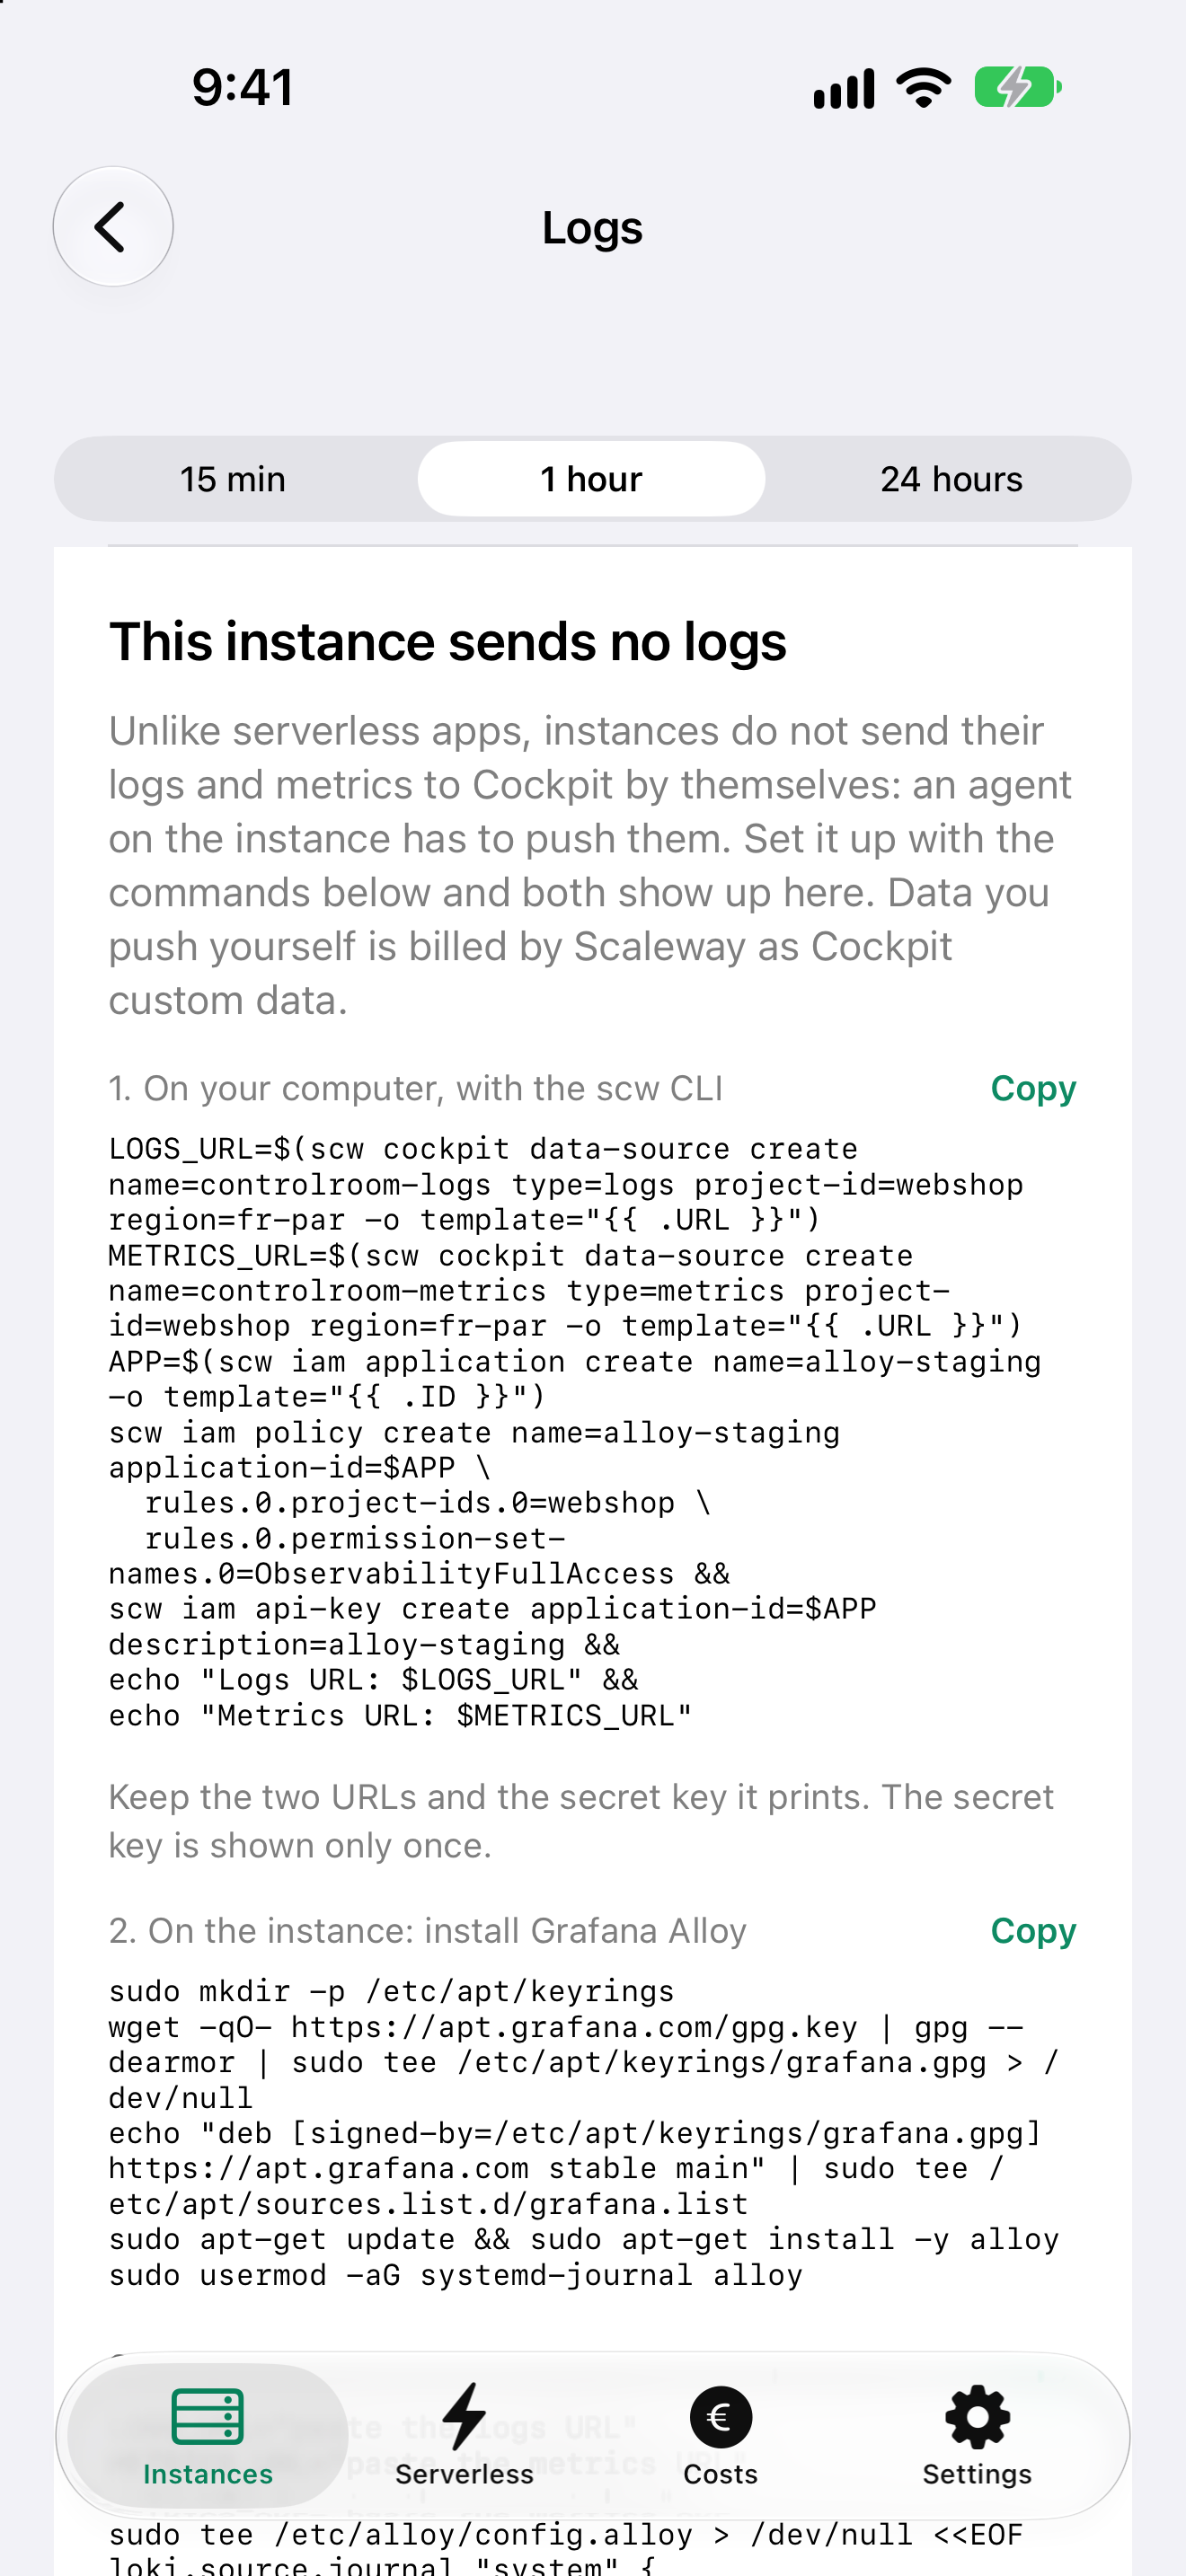 9:41
Logs
15 min
1 hour
24 hours
This instance sends no logs
Unlike serverless apps, instances do not send their
logs and metrics to Cockpit by themselves: an agent
on the instance has to push them. Set it up with the
commands below and both show up here. Data you
push yourself is billed by Scaleway as Cockpit
custom data.
1. On your computer, with the scw CLI
Copy
LOGS_URL=$(scw cockpit data-source create
name=controlroom-logs type=logs project-id=webshop
region=fr-par -o template="{{ .URL }}")
METRICS_URL=$(scw cockpit data-source create
name=controlroom-metrics type=metrics project-
id=webshop region=fr-par -o template="{{ .URL }}")
APP=$(scw iam application create name=alloy-staging
-o template="{{ .ID }}")
scw iam policy create name=alloy-staging
application-id=$APP \
  rules.0.project-ids.0=webshop \
  rules.0.permission-set-
names.0=ObservabilityFullAccess &&
scw iam api-key create application-id=$APP
description=alloy-staging &&
echo "Logs URL: $LOGS_URL" &&
echo "Metrics URL: $METRICS_URL"
Keep the two URLs and the secret key it prints. The secret
key is shown only once.
2. On the instance: install Grafana Alloy
Copy
sudo mkdir -p /etc/apt/keyrings
wget -qO- https://apt.grafana.com/gpg.key | gpg --
dearmor | sudo tee /etc/apt/keyrings/grafana.gpg > /
dev/null
echo "deb [signed-by=/etc/apt/keyrings/grafana.gpg]
https://apt.grafana.com stable main" | sudo tee /
etc/apt/sources.list.d/grafana.list
sudo apt-get update && sudo apt-get install -y alloy
sudo usermod -aG systemd-journal alloy
the logs URL"
paste the metrics
Instances
Serverless
Costs
Settings
sudo tee /etc/alloy/config.alloy > /dev/null <<EOF
loki.source.journal "system" {